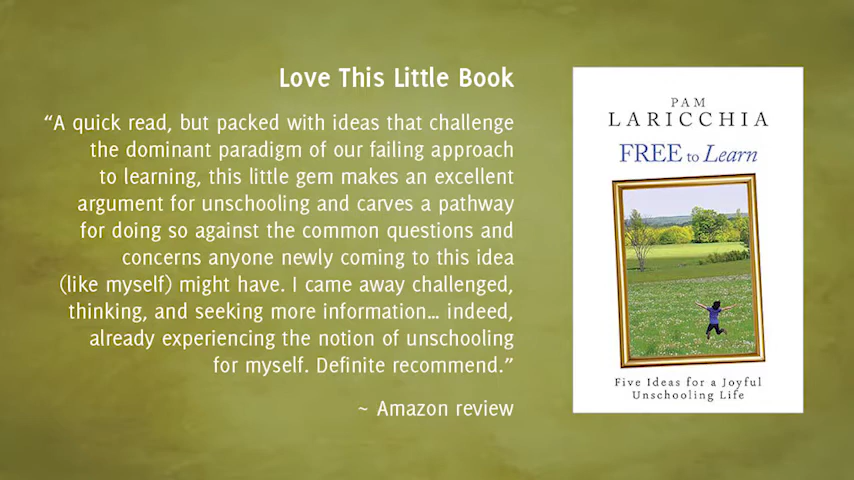 Love This Little Book
“A quick read, but packed with ideas that challenge
the dominant paradigm of our failing approach
to learning, this little gem makes an excellent
argument for unschooling and carves a pathway
for doing so against the common questions and
concerns anyone newly coming to this idea
(like myself) might have. I came away challenged,
thinking, and seeking more information... indeed,
already experiencing the notion of unschooling
for myself. Definite recommend.”
~ Amazon review
PAM
LARICCHIA
FREE to Learn
Five Ideas for a Joyful
Unschooling Life